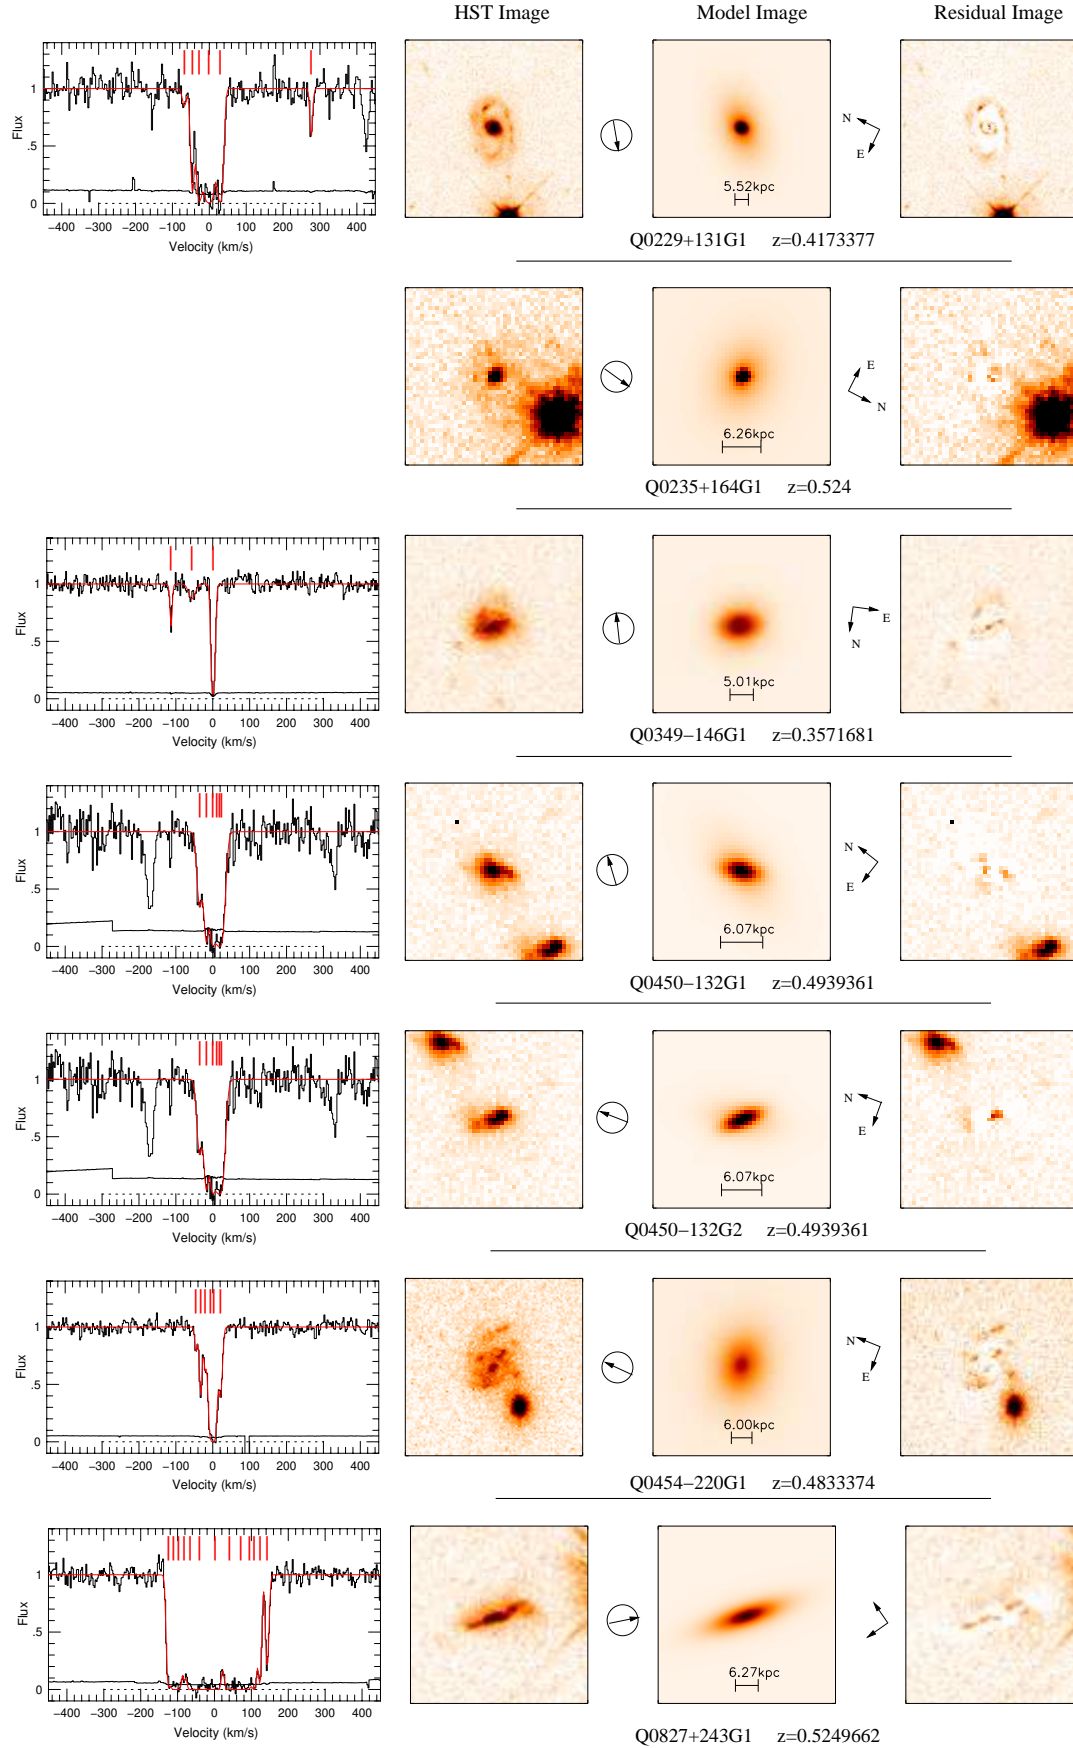 HST Image Model Image Residual Image
1
.5
0
Flux
−400 −300 −200 −100 0 100 200 300 400
Velocity (km/s)
5.52kpc
N
E
Q0229+131G1 z=0.4173377
6.26kpc
E
N
Q0235+164G1 z=0.524
1
.5
0
Flux
−400 −300 −200 −100 0 100 200 300 400
Velocity (km/s)
5.01kpc
E
N
Q0349−146G1 z=0.3571681
1
.5
0
Flux
−400 −300 −200 −100 0 100 200 300 400
Velocity (km/s)
6.07kpc
N
E
Q0450−132G1 z=0.4939361
1
.5
0
Flux
−400 −300 −200 −100 0 100 200 300 400
Velocity (km/s)
6.07kpc
N
E
Q0450−132G2 z=0.4939361
1
.5
0
Flux
−400 −300 −200 −100 0 100 200 300 400
Velocity (km/s)
6.00kpc
N
E
Q0454−220G1 z=0.4833374
1
.5
0
Flux
−400 −300 −200 −100 0 100 200 300 400
Velocity (km/s)
6.27kpc
Q0827+243G1 z=0.5249662